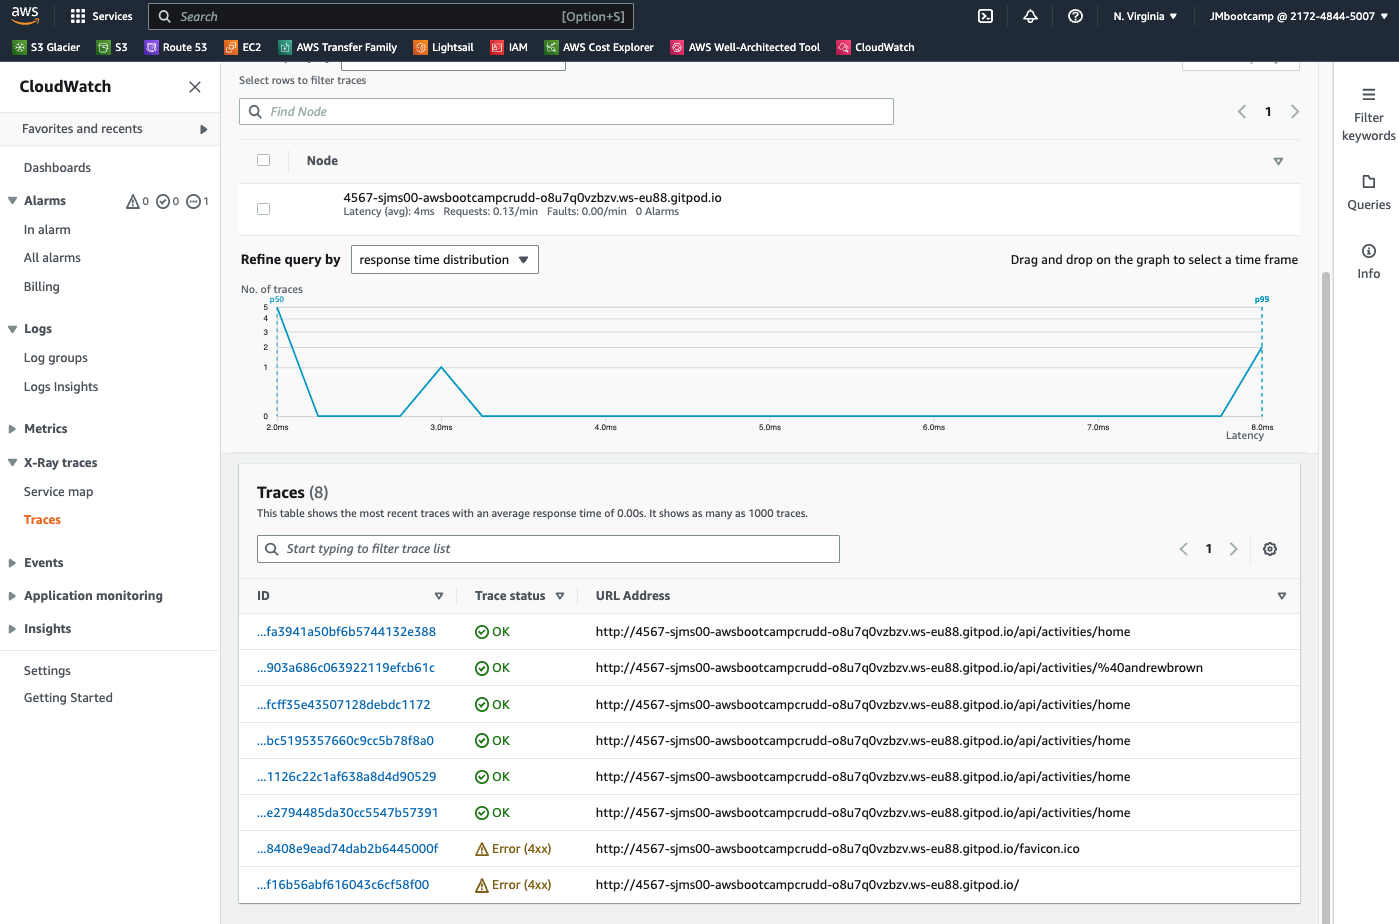 aws Services Search [Option+S] N. Virginia JMbootcamp @ 2172-4844-5007
S3 Glacier S3 Route 53 EC2 AWS Transfer Family Lightsail IAM AWS Cost Explorer AWS Well-Architected Tool CloudWatch
CloudWatch
Favorites and recents
Dashboards
Alarms 0 0 1
In alarm
All alarms
Billing
Logs
Log groups
Logs Insights
Metrics
X-Ray traces
Service map
Traces
Events
Application monitoring
Insights
Settings
Getting Started
Select rows to filter traces
Find Node
1
Node
4567-sjms00-awsbootcampcrudd-o8u7q0vzbzv.ws-eu88.gitpod.io
Latency (avg): 4ms Requests: 0.13/min Faults: 0.00/min 0 Alarms
Refine query by response time distribution Drag and drop on the graph to select a time frame
No. of traces
p50 p99
5
4
3
2
1
0
2.0ms 3.0ms 4.0ms 5.0ms 6.0ms 7.0ms 8.0ms
Latency
Traces (8)
This table shows the most recent traces with an average response time of 0.00s. It shows as many as 1000 traces.
Start typing to filter trace list 1
ID Trace status URL Address
...fa3941a50bf6b5744132e388 OK http://4567-sjms00-awsbootcampcrudd-o8u7q0vzbzv.ws-eu88.gitpod.io/api/activities/home
...903a686c063922119efcb61c OK http://4567-sjms00-awsbootcampcrudd-o8u7q0vzbzv.ws-eu88.gitpod.io/api/activities/%40andrewbrown
...fcff35e43507128debdc1172 OK http://4567-sjms00-awsbootcampcrudd-o8u7q0vzbzv.ws-eu88.gitpod.io/api/activities/home
...bc5195357660c9cc5b78f8a0 OK http://4567-sjms00-awsbootcampcrudd-o8u7q0vzbzv.ws-eu88.gitpod.io/api/activities/home
...1126c22c1af638a8d4d90529 OK http://4567-sjms00-awsbootcampcrudd-o8u7q0vzbzv.ws-eu88.gitpod.io/api/activities/home
...e2794485da30cc5547b57391 OK http://4567-sjms00-awsbootcampcrudd-o8u7q0vzbzv.ws-eu88.gitpod.io/api/activities/home
...8408e9ead74dab2b6445000f Error (4xx) http://4567-sjms00-awsbootcampcrudd-o8u7q0vzbzv.ws-eu88.gitpod.io/favicon.ico
...f16b56abf616043c6cf58f00 Error (4xx) http://4567-sjms00-awsbootcampcrudd-o8u7q0vzbzv.ws-eu88.gitpod.io/
Filter
keywords
Queries
Info